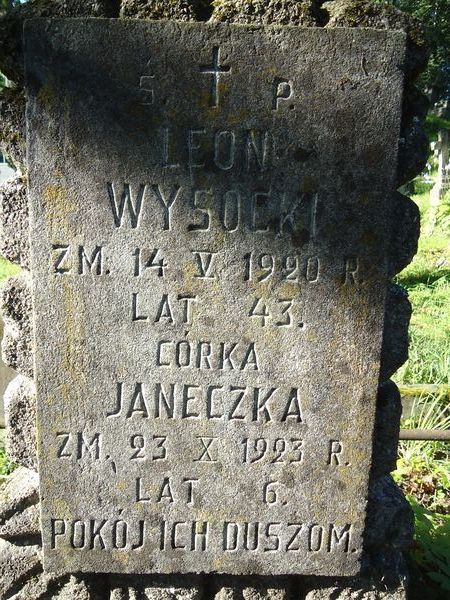 Ś. † P.
LEON
WYSOCKI
ZM. 14 V 1920 R.
LAT 43.
CÓRKA
JANECZKA
ZM. 23 X 1923 R.
LAT 6.
POKÓJ ICH DUSZOM.